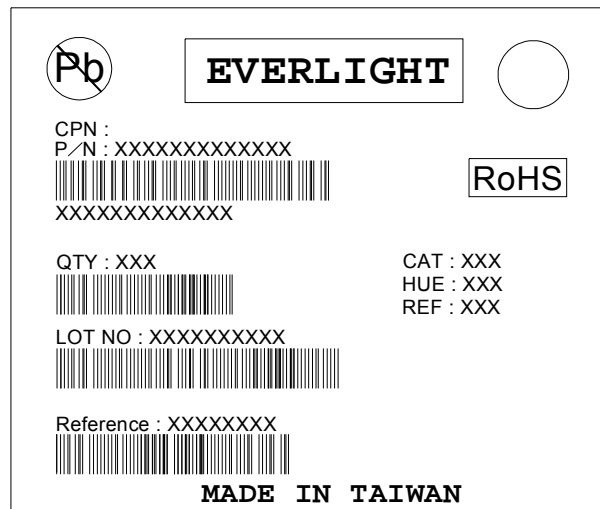 Pb
EVERLIGHT
CPN :
P/N : XXXXXXXXXXXXX
RoHS
XXXXXXXXXXXXX
QTY : XXX
CAT : XXX
HUE : XXX
REF : XXX
LOT NO : XXXXXXXXXX
Reference : XXXXXXXX
MADE IN TAIWAN